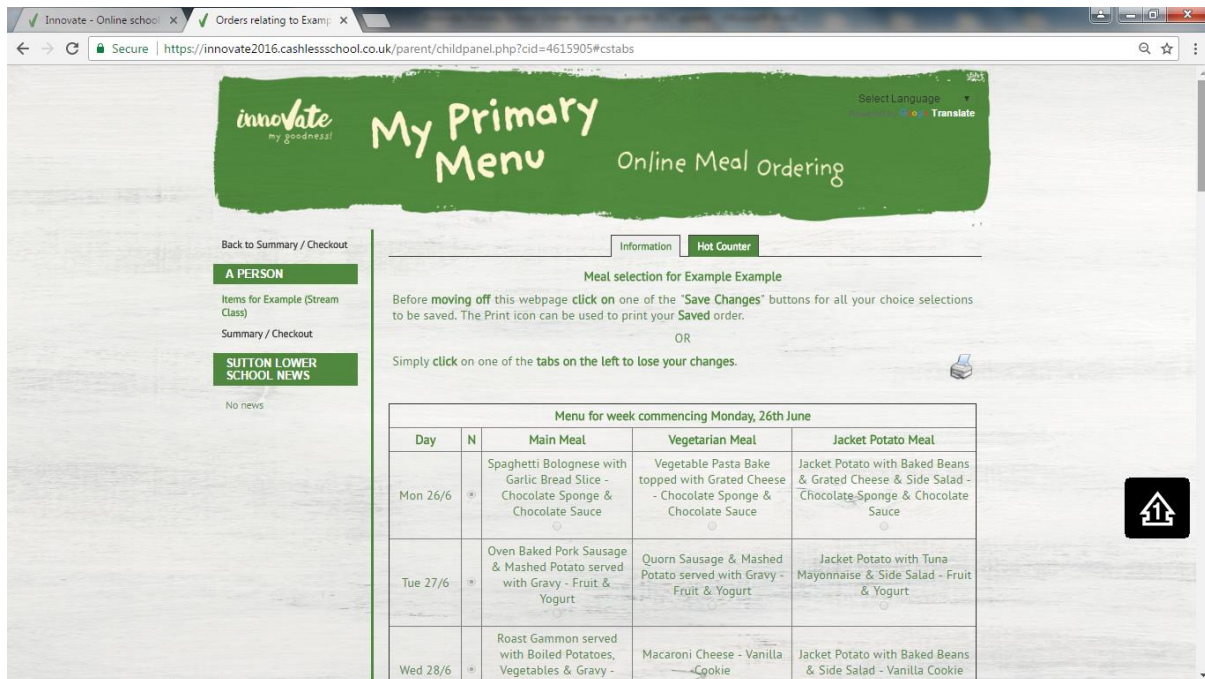 Innovate - Online school
Orders relating to Examp
Secure | https://innovate2016.cashlessschool.co.uk/parent/childpanel.php?cid=4615905#cstabs
innovate
my goodness!
My Primary
Menu
Online Meal Ordering
Select Language
Translate
Back to Summary / Checkout
A PERSON
Items for Example (Stream
Class)
Summary / Checkout
SUTTON LOWER
SCHOOL NEWS
No news
Information
Hot Counter
Meal selection for Example Example
Before moving off this webpage click on one of the "Save Changes" buttons for all your choice selections
to be saved. The Print icon can be used to print your Saved order.
OR
Simply click on one of the tabs on the left to lose your changes.
Menu for week commencing Monday, 26th June
Day N Main Meal Vegetarian Meal Jacket Potato Meal
Mon 26/6
Spaghetti Bolognese with
Garlic Bread Slice -
Chocolate Sponge &
Chocolate Sauce
Vegetable Pasta Bake
topped with Grated Cheese
- Chocolate Sponge &
Chocolate Sauce
Jacket Potato with Baked Beans
& Grated Cheese & Side Salad -
Chocolate Sponge & Chocolate
Sauce
Tue 27/6
Oven Baked Pork Sausage
& Mashed Potato served
with Gravy - Fruit &
Yogurt
Quorn Sausage & Mashed
Potato served with Gravy -
Fruit & Yogurt
Jacket Potato with Tuna
Mayonnaise & Side Salad - Fruit
& Yogurt
Wed 28/6
Roast Gammon served
with Boiled Potatoes,
Vegetables & Gravy -
Macaroni Cheese - Vanilla
Cookie
Jacket Potato with Baked Beans
& Side Salad - Vanilla Cookie
1